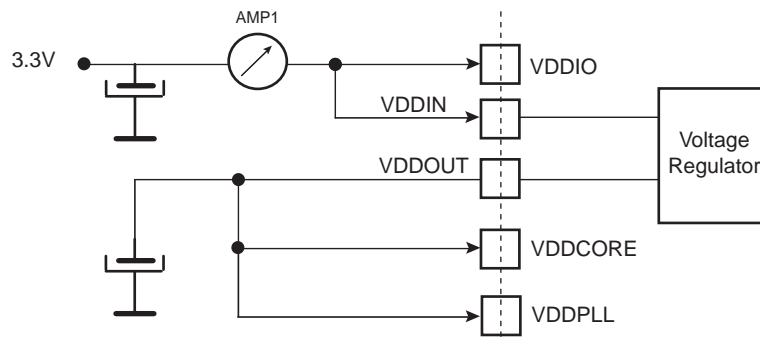 AMP1
3.3V
VDDIO
VDDIN
Voltage
Regulator
VDDOUT
VDDCORE
VDDPLL